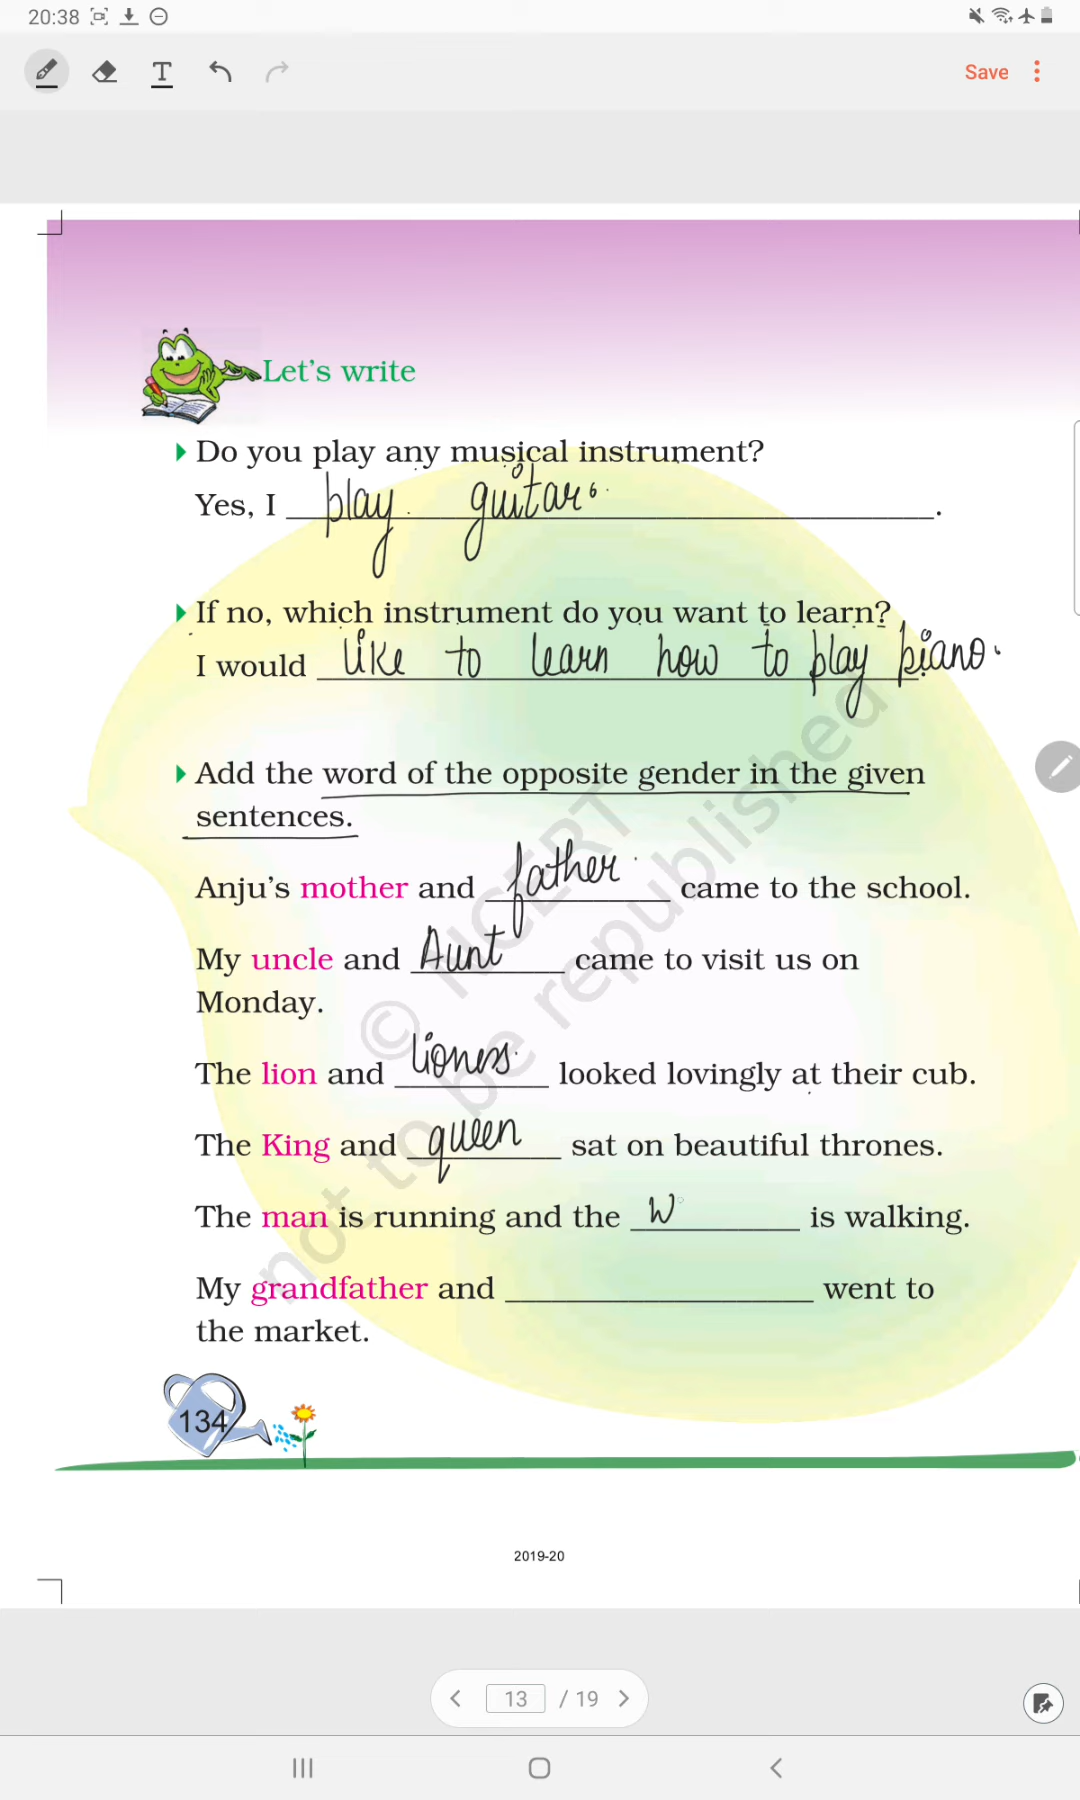 20:38
T
Save
Let's write
Do you play any musical instrument?
Yes, I play guitar.
If no, which instrument do you want to learn?
I would like to learn how to play piano.
Add the word of the opposite gender in the given
sentences.
Anju's mother and father came to the school.
My uncle and Aunt came to visit us on
Monday.
The lion and lioness looked lovingly at their cub.
The King and queen sat on beautiful thrones.
The man is running and the W is walking.
My grandfather and went to
the market.
© NCERT
not to be republished
134
2019-20
13 / 19